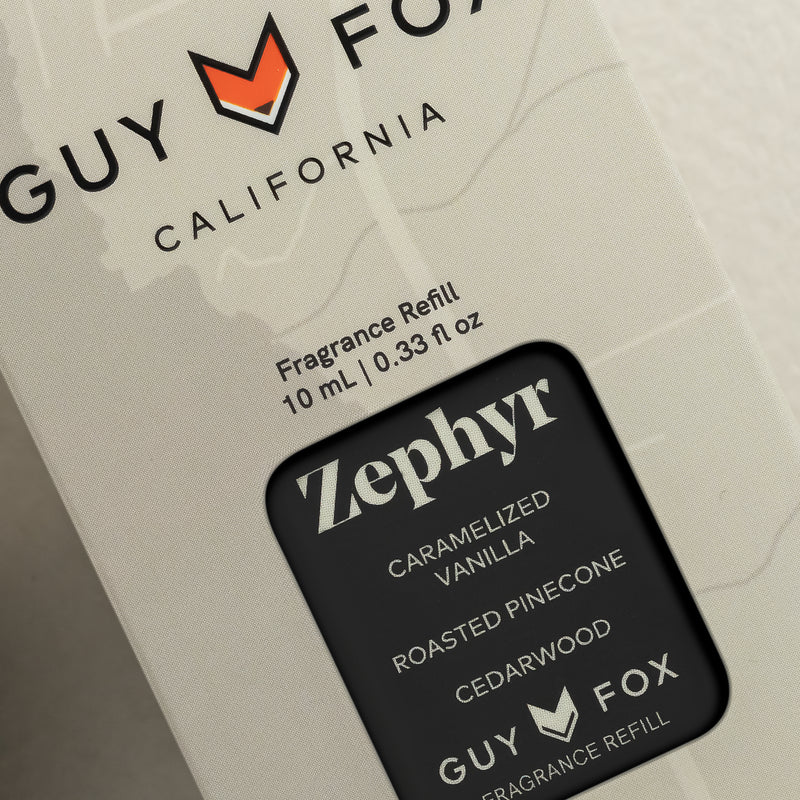 GUY FOX
CALIFORNIA
Fragrance Refill
10 mL | 0.33 fl oz
Zephyr
CARAMELIZED
VANILLA
ROASTED PINECONE
CEDARWOOD
GUY FOX
FRAGRANCE REFILL